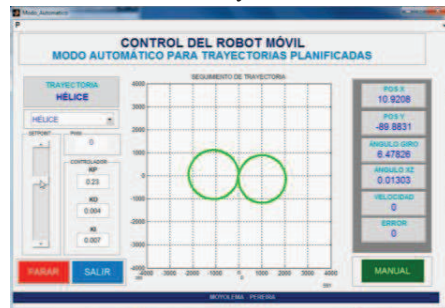 Modo_Automatico
P
CONTROL DEL ROBOT MÓVIL
MODO AUTOMÁTICO PARA TRAYECTORIAS PLANIFICADAS
TRAYECTORIA
HÉLICE
HÉLICE
SETPOINT
0
CONTROLADOR
KP
0.23
KD
0.004
KI
0.007
PARAR
SALIR
SEGUIMIENTO DE TRAYECTORIA
4000
3000
2000
1000
0
-1000
-2000
-3000
-4000
-4000 -3000 -2000 -1000 0 1000 2000 3000 4000
POS X
10.9208
POS Y
-89.8831
ÁNGULO GIRO
6.47826
ÁNGULO XZ
0.01303
VELOCIDAD
0
ERROR
0
MANUAL
MOYOLEMA - PEREIRA